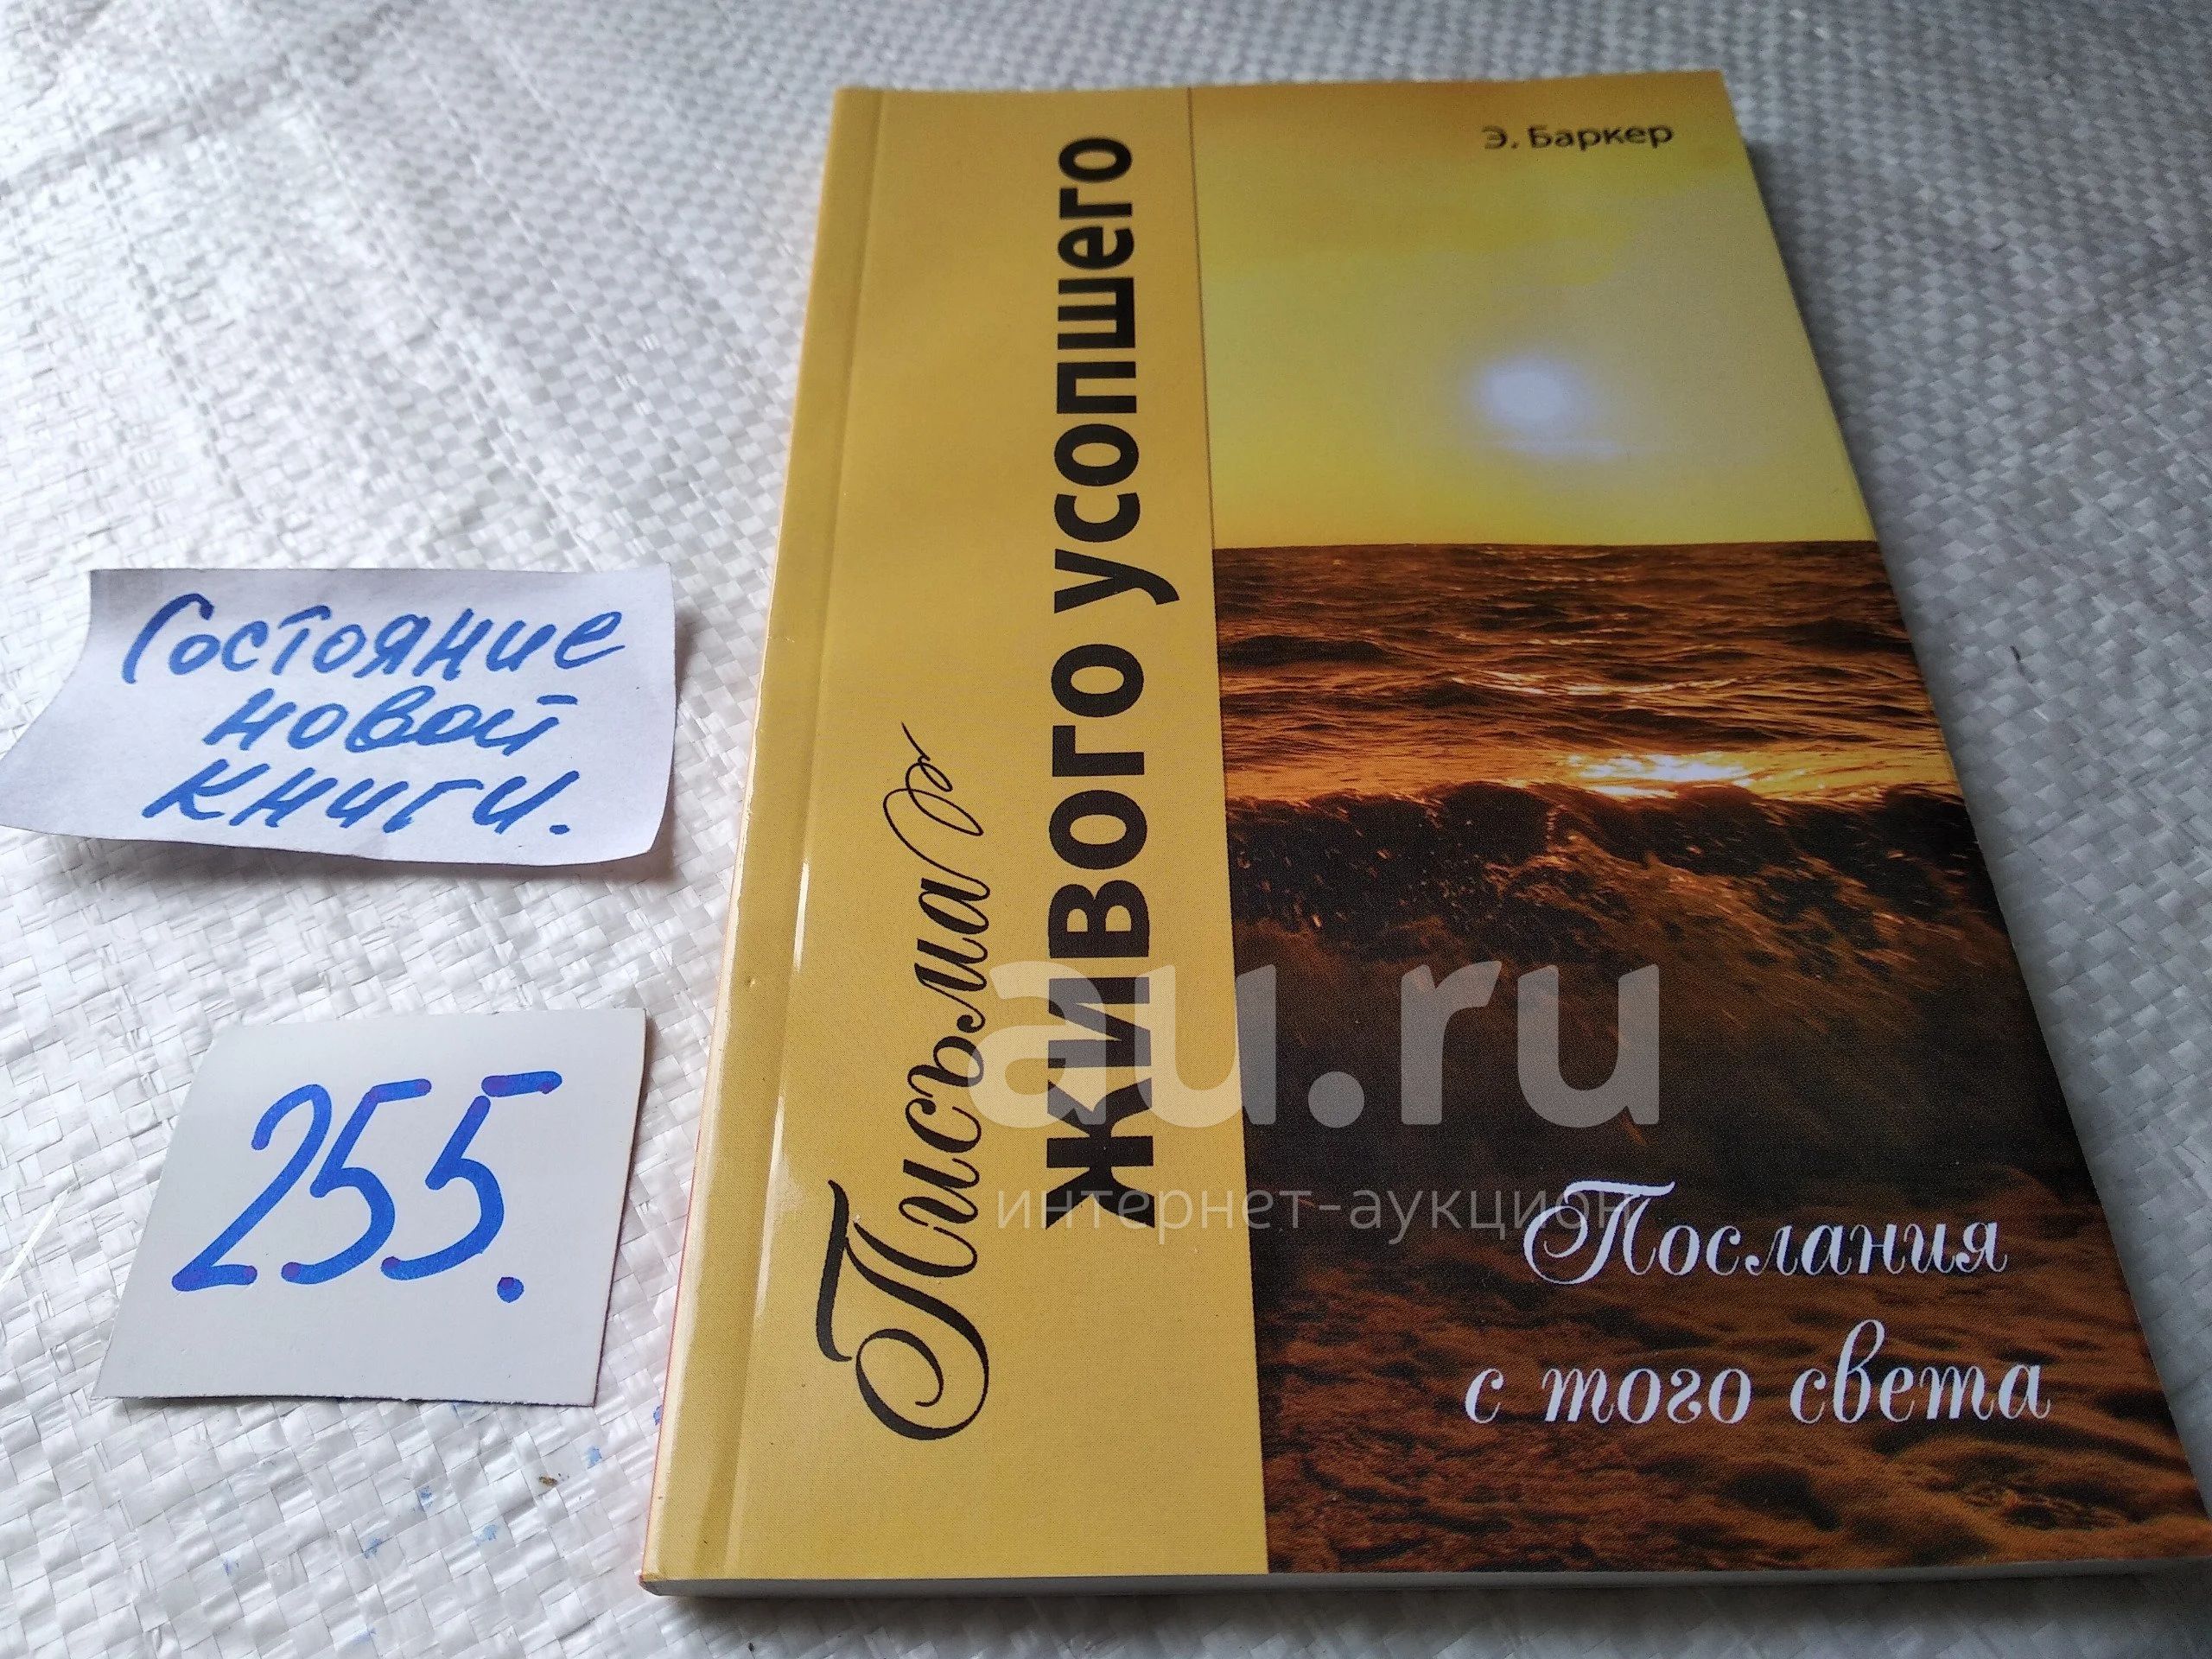 Э. Баркер
Письма
живого усопшего
Послания
с того света
Состояние
новой
книги.
255.
au.ru
интернет-аукцион